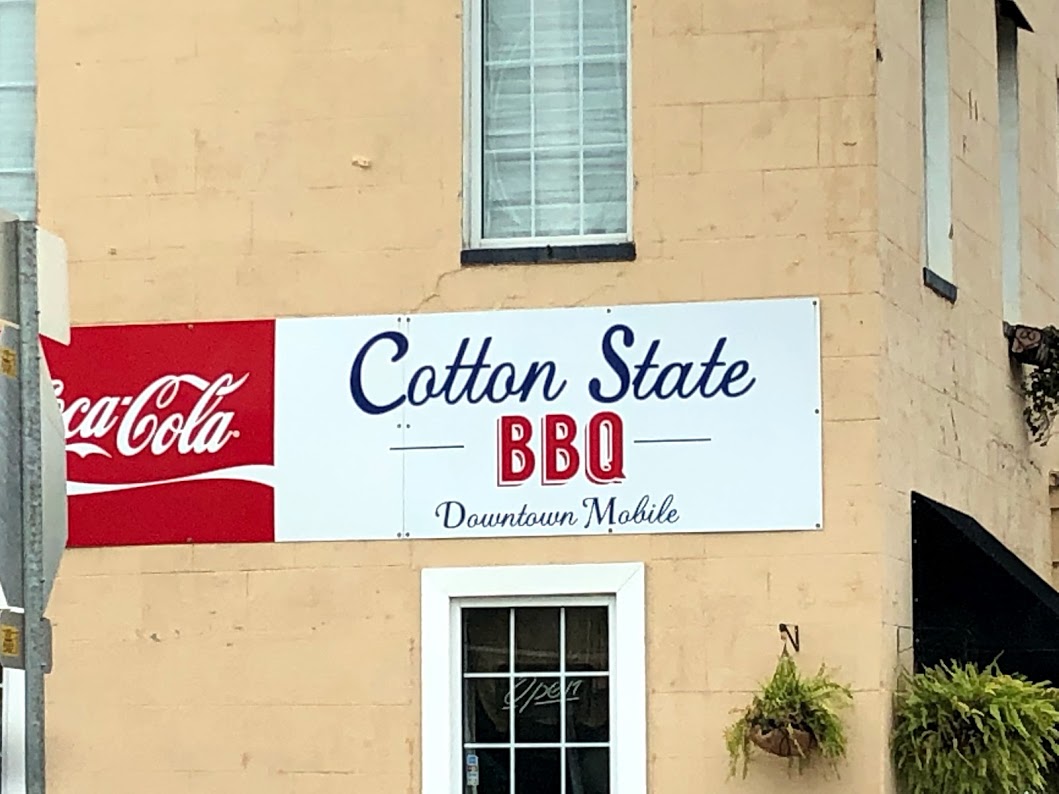 Coca-Cola
Cotton State
BBQ
Downtown Mobile
Open